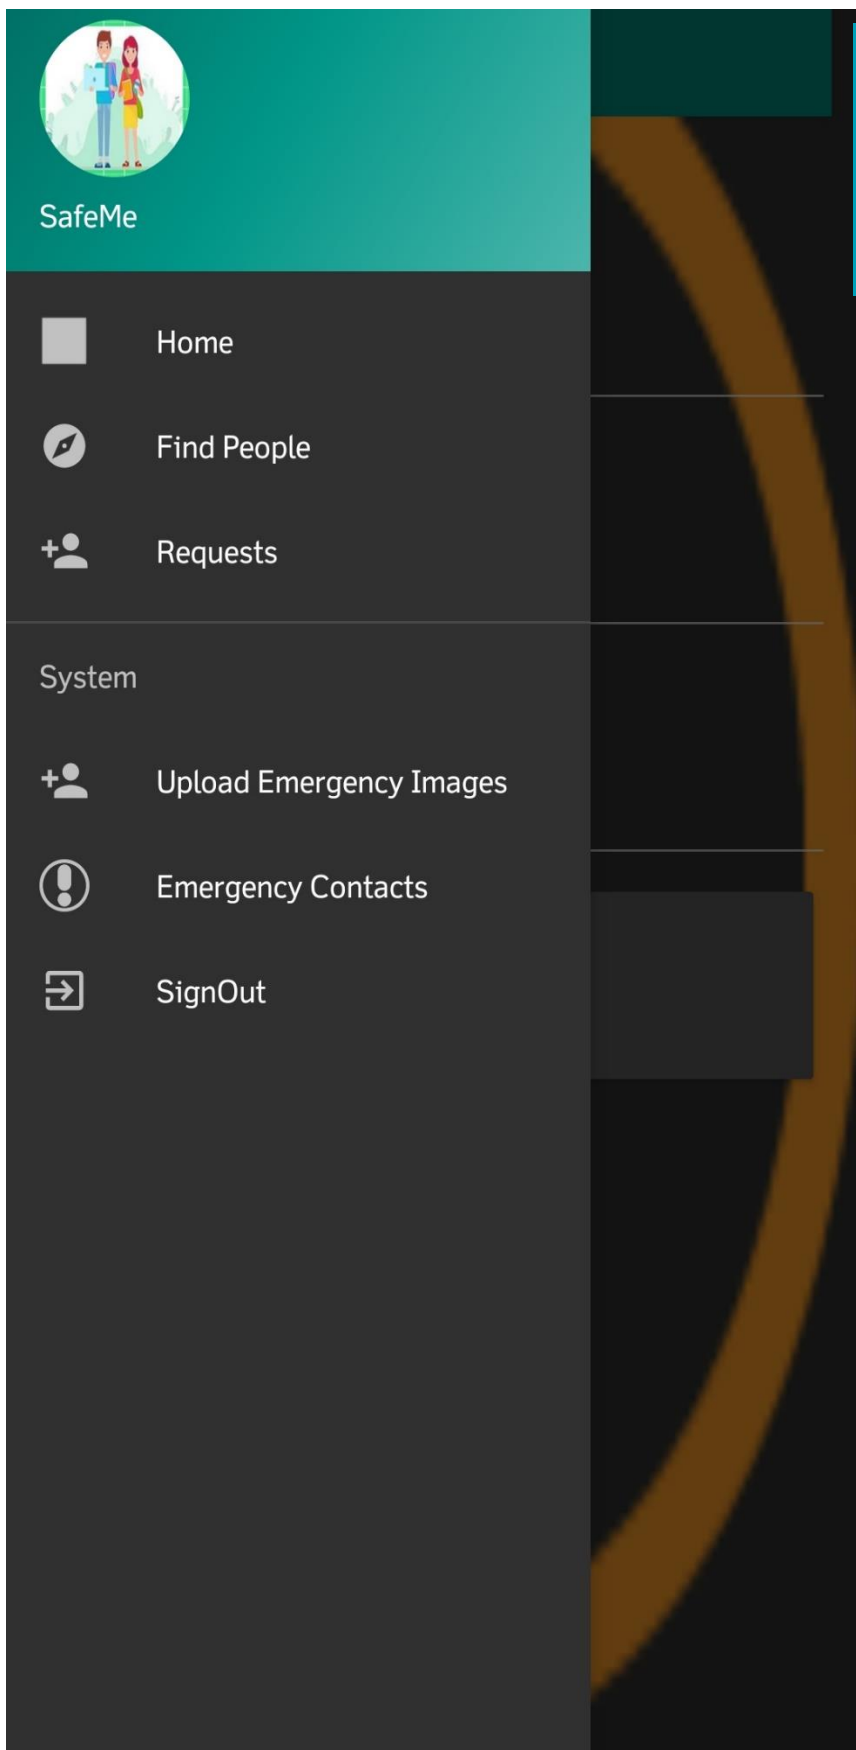 SafeMe
Home
Find People
Requests
System
Upload Emergency Images
Emergency Contacts
SignOut